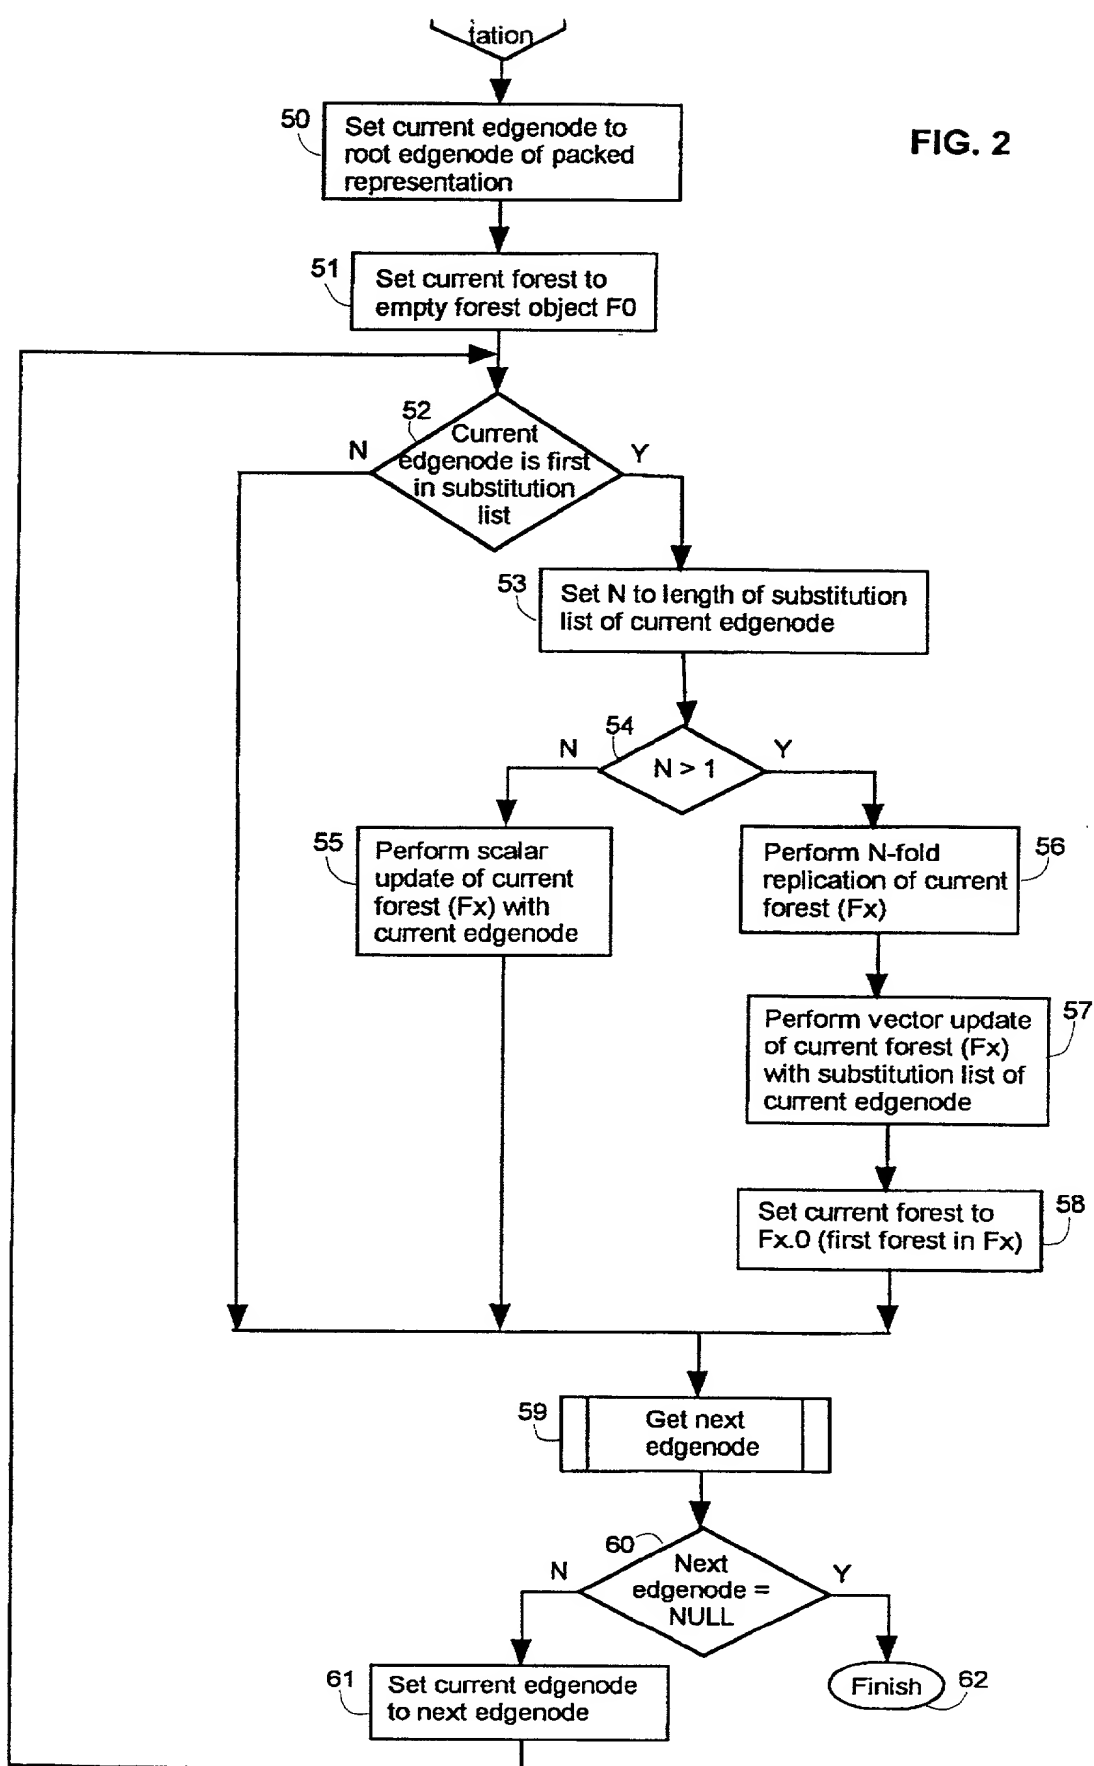 tation
FIG. 2
50
Set current edgenode to
root edgenode of packed
representation
51
Set current forest to
empty forest object F0
52
Current
edgenode is first
in substitution
list
N
Y
53
Set N to length of substitution
list of current edgenode
54
N > 1
N
Y
55
Perform scalar
update of current
forest (Fx) with
current edgenode
56
Perform N-fold
replication of current
forest (Fx)
57
Perform vector update
of current forest (Fx)
with substitution list of
current edgenode
58
Set current forest to
Fx.0 (first forest in Fx)
59
Get next
edgenode
60
Next
edgenode =
NULL
N
Y
61
Set current edgenode
to next edgenode
Finish
62